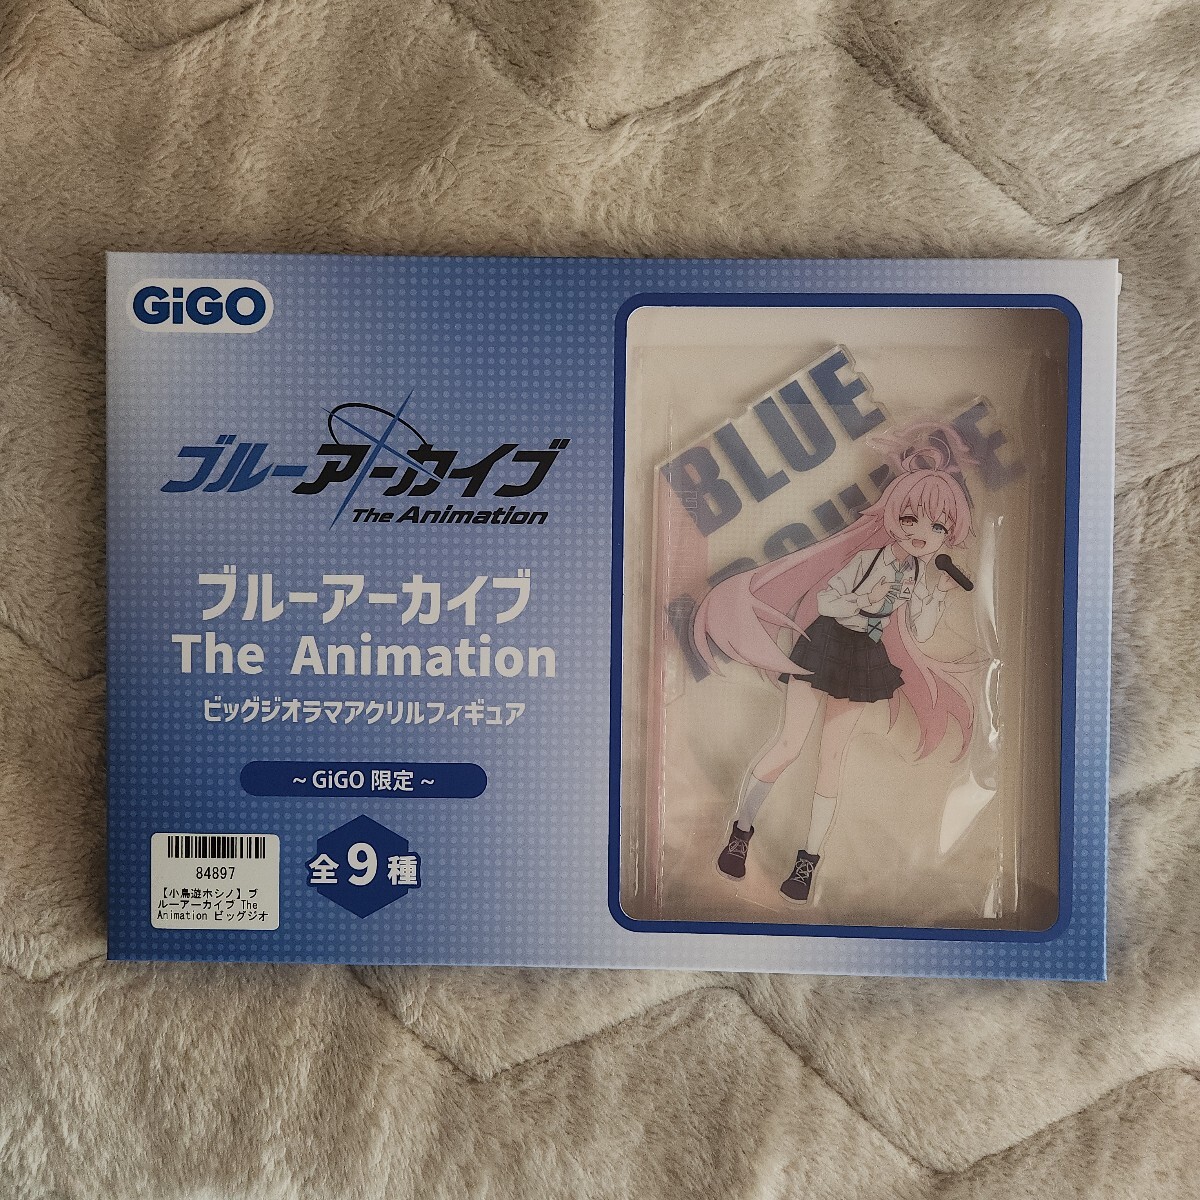 GiGO
ブルーアーカイブ
The Animation
ブルーアーカイブ
The Animation
ビッグジオラマアクリルフィギュア
~ GiGO 限定 ~
全9種
84897
【小鳥遊ホシノ】ブ
ルーアーカイブ The
Animation ビッグジオ
BLUE